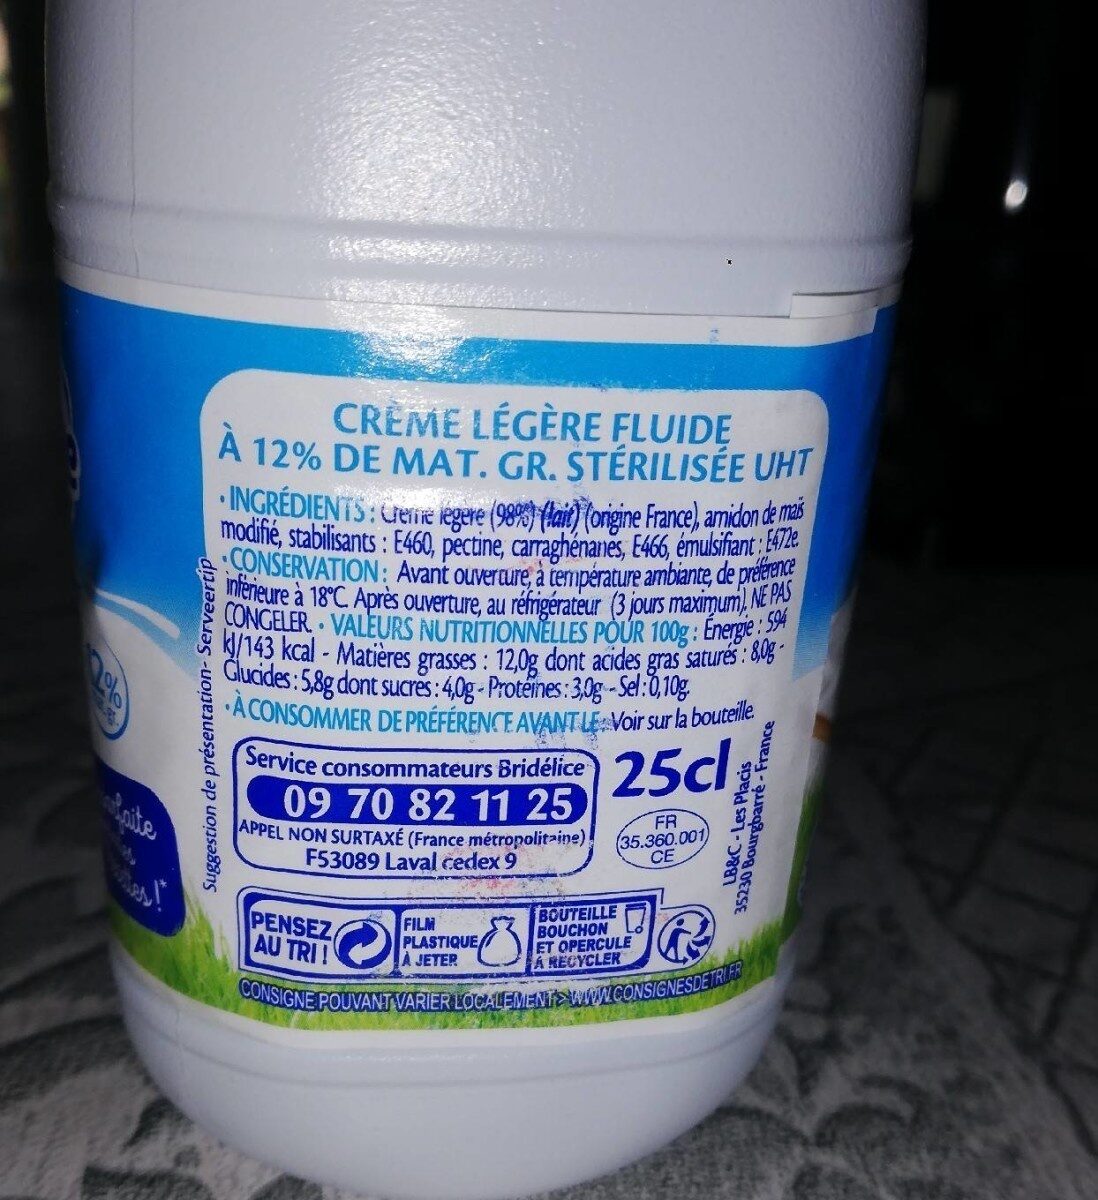 CRÈME LÉGÈRE FLUIDE
À 12% DE MAT. GR. STÉRILISÉE UHT
• INGRÉDIENTS : Crème légère (98%) (lait) (origine France), amidon de maïs
modifié, stabilisants : E460, pectine, carraghénanes, E466, émulsifiant : E472e.
• CONSERVATION : Avant ouverture, à température ambiante, de préférence
inférieure à 18°C. Après ouverture, au réfrigérateur (3 jours maximum). NE PAS
CONGELER. • VALEURS NUTRITIONNELLES POUR 100g : Énergie : 594
kJ/143 kcal - Matières grasses : 12,0g dont acides gras saturés : 8,0g -
Glucides : 5,8g dont sucres : 4,0g - Protéines : 3,0g - Sel : 0,10g.
• À CONSOMMER DE PRÉFÉRENCE AVANT LE : Voir sur la bouteille.
Service consommateurs Bridélice
09 70 82 11 25
APPEL NON SURTAXÉ (France métropolitaine)
F53089 Laval cedex 9
25cl
FR
35.360.001
CE
LB&C - Les Placis
35230 Bourgbarré - France
Suggestion de présentation - Serveertip
PENSEZ
AU TRI !
FILM
PLASTIQUE
À JETER
BOUTEILLE
BOUCHON
ET OPERCULE
À RECYCLER
CONSIGNE POUVANT VARIER LOCALEMENT > WWW.CONSIGNESDETRI.FR